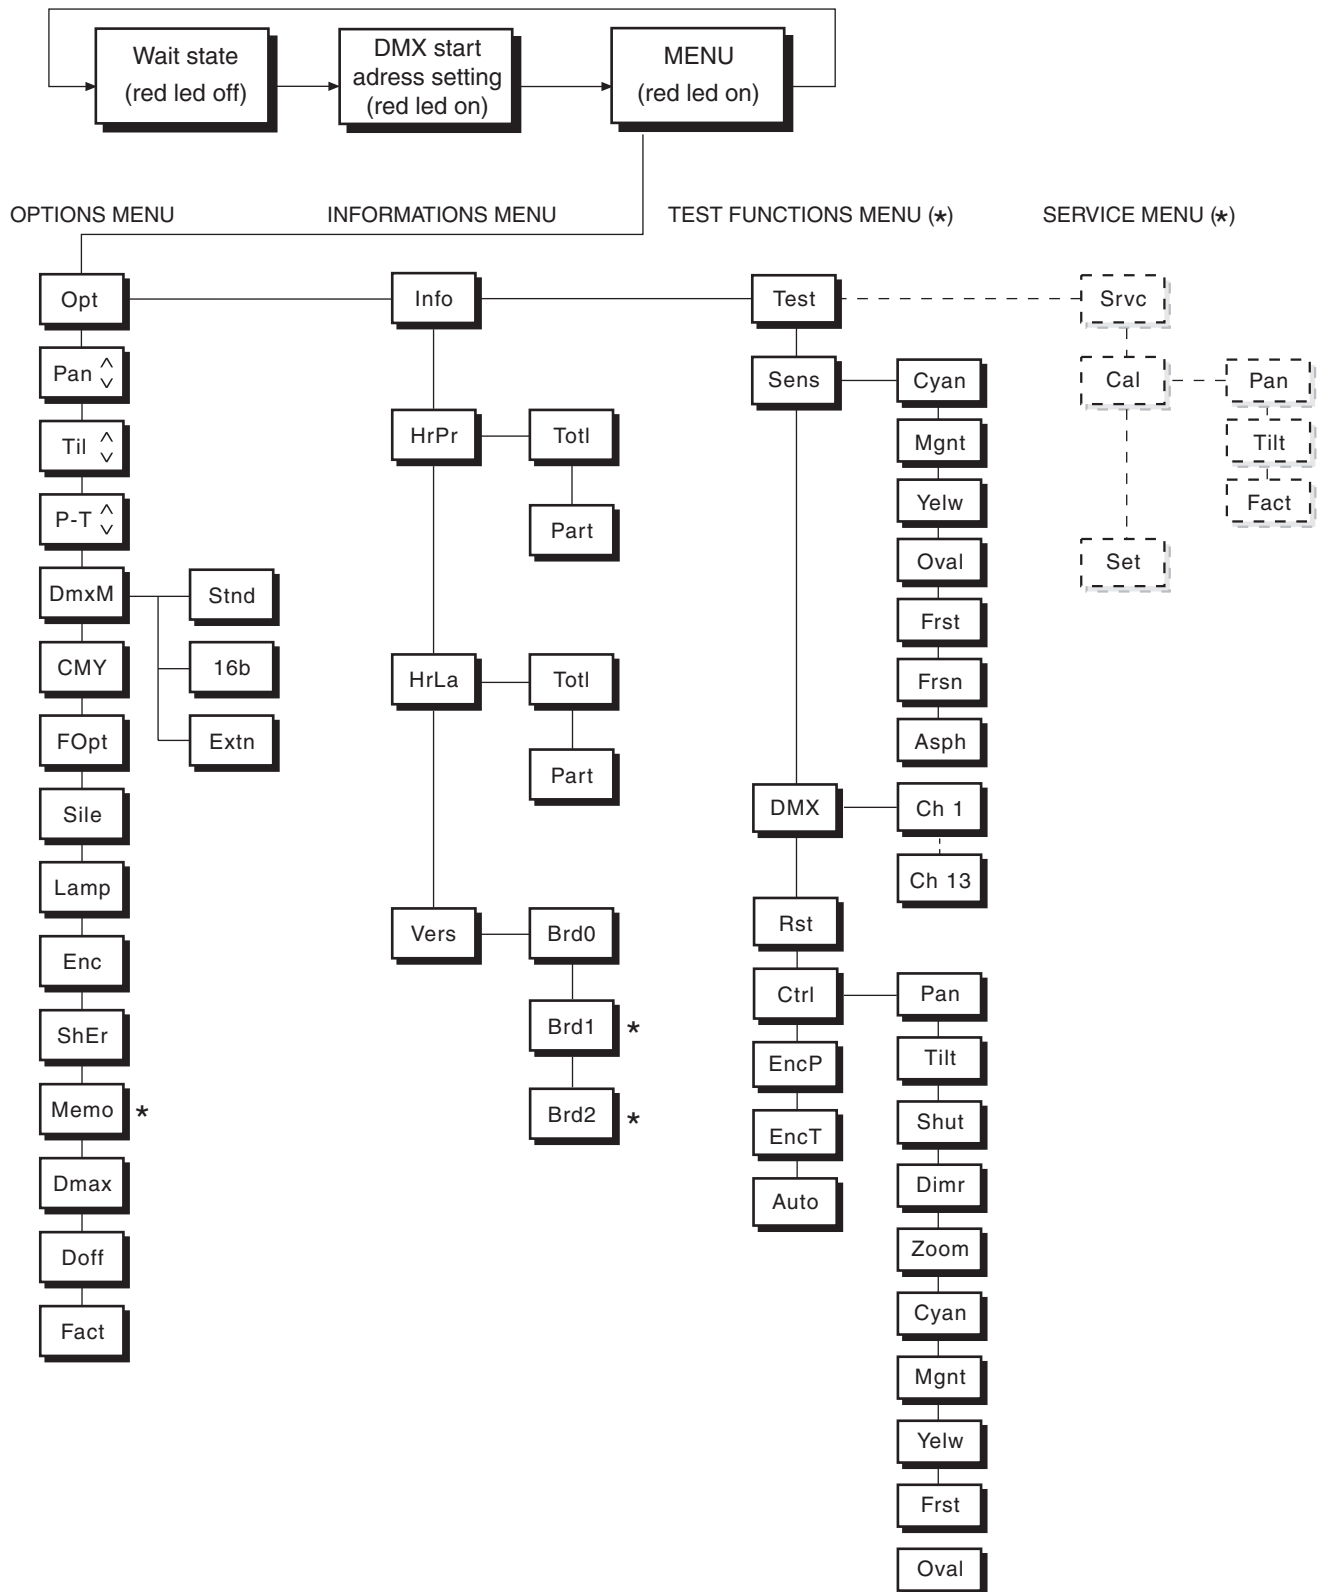 Wait state
(red led off)
DMX start
adress setting
(red led on)
MENU
(red led on)
OPTIONS MENU
INFORMATIONS MENU
TEST FUNCTIONS MENU (*)
SERVICE MENU (*)
Opt
Pan
Til
P-T
DmxM
Stnd
16b
Extn
CMY
FOpt
Sile
Lamp
Enc
ShEr
Memo *
Dmax
Doff
Fact
Info
HrPr
Totl
Part
HrLa
Totl
Part
Vers
Brd0
Brd1 *
Brd2 *
Test
Sens
Cyan
Mgnt
Yelw
Oval
Frst
Frsn
Asph
DMX
Ch 1
Ch 13
Rst
Ctrl
Pan
Tilt
Shut
Dimr
Zoom
Cyan
Mgnt
Yelw
Frst
Oval
EncP
EncT
Auto
Srvc
Cal
Pan
Tilt
Fact
Set